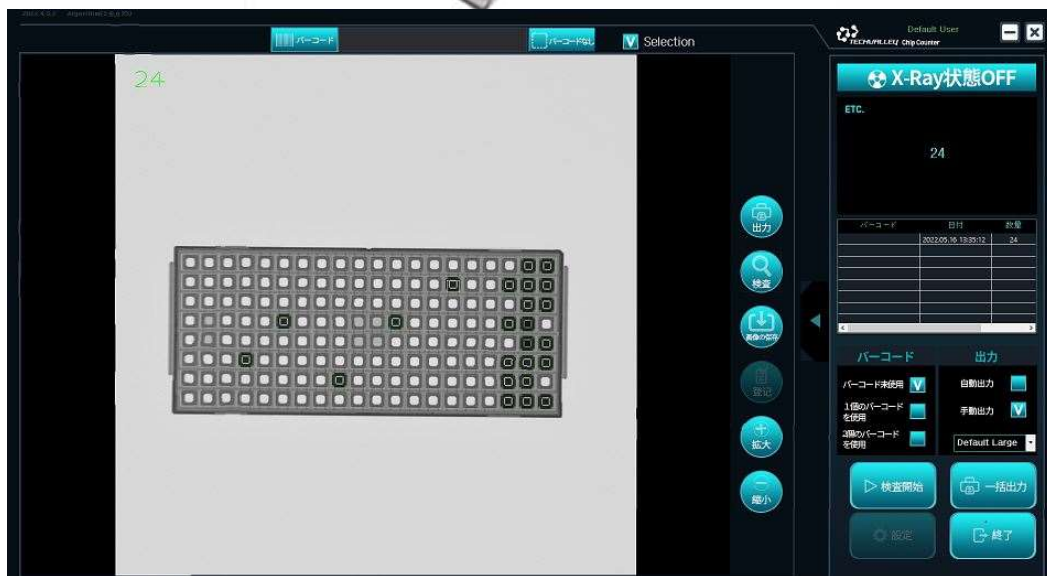 バーコード
バーコードなし
V Selection
Default User
TECHVALLEY Chip Counter
X-Ray状態OFF
24
ETC.
24
バーコード 日付 数量
2022.05.16 13:35:12 24
出力
検査
画像の保存
登记
拡大
縮小
バーコード 出力
バーコード未使用 V 自動出力
1個のバーコードを使用 手動出力 V
2個のバーコードを使用 Default Large
検査開始 一括出力
設定 終了